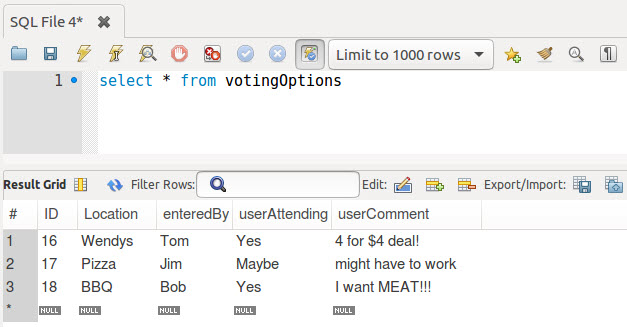 SQL File 4*
Limit to 1000 rows
1 select * from votingOptions
Result Grid Filter Rows: Edit: Export/Import:
# ID Location enteredBy userAttending userComment
1 16 Wendys Tom Yes 4 for $4 deal!
2 17 Pizza Jim Maybe might have to work
3 18 BBQ Bob Yes I want MEAT!!!
* NULL NULL NULL NULL NULL